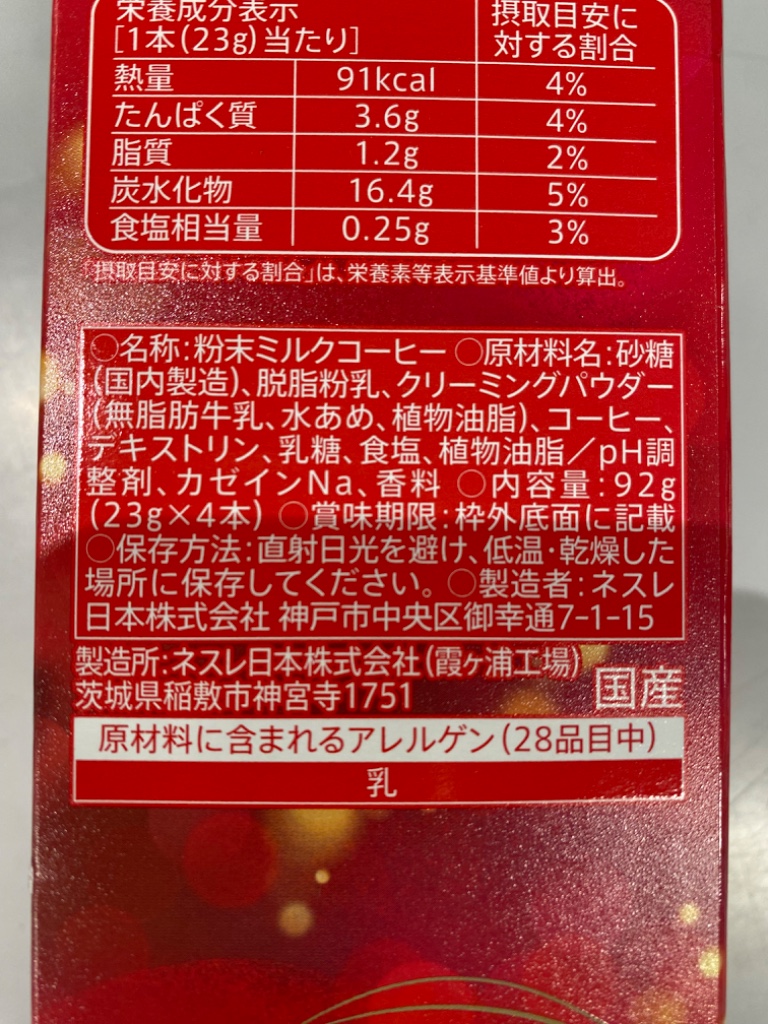 栄養成分表示
[1本(23g)当たり]
摂取目安に
対する割合
熱量 91kcal 4%
たんぱく質 3.6g 4%
脂質 1.2g 2%
炭水化物 16.4g 5%
食塩相当量 0.25g 3%
「摂取目安に対する割合」は、栄養素等表示基準値より算出。
○名称:粉末ミルクコーヒー ○原材料名:砂糖
(国内製造)、脱脂粉乳、クリーミングパウダー
(無脂肪牛乳、水あめ、植物油脂)、コーヒー、
デキストリン、乳糖、食塩、植物油脂/pH調
整剤、カゼインNa、香料 ○内容量:92g
(23g×4本) ○賞味期限:枠外底面に記載
○保存方法:直射日光を避け、低温・乾燥した
場所に保存してください。○製造者:ネスレ
日本株式会社 神戸市中央区御幸通7-1-15
製造所:ネスレ日本株式会社(霞ヶ浦工場)
茨城県稲敷市神宮寺1751
国産
原材料に含まれるアレルゲン(28品目中)
乳